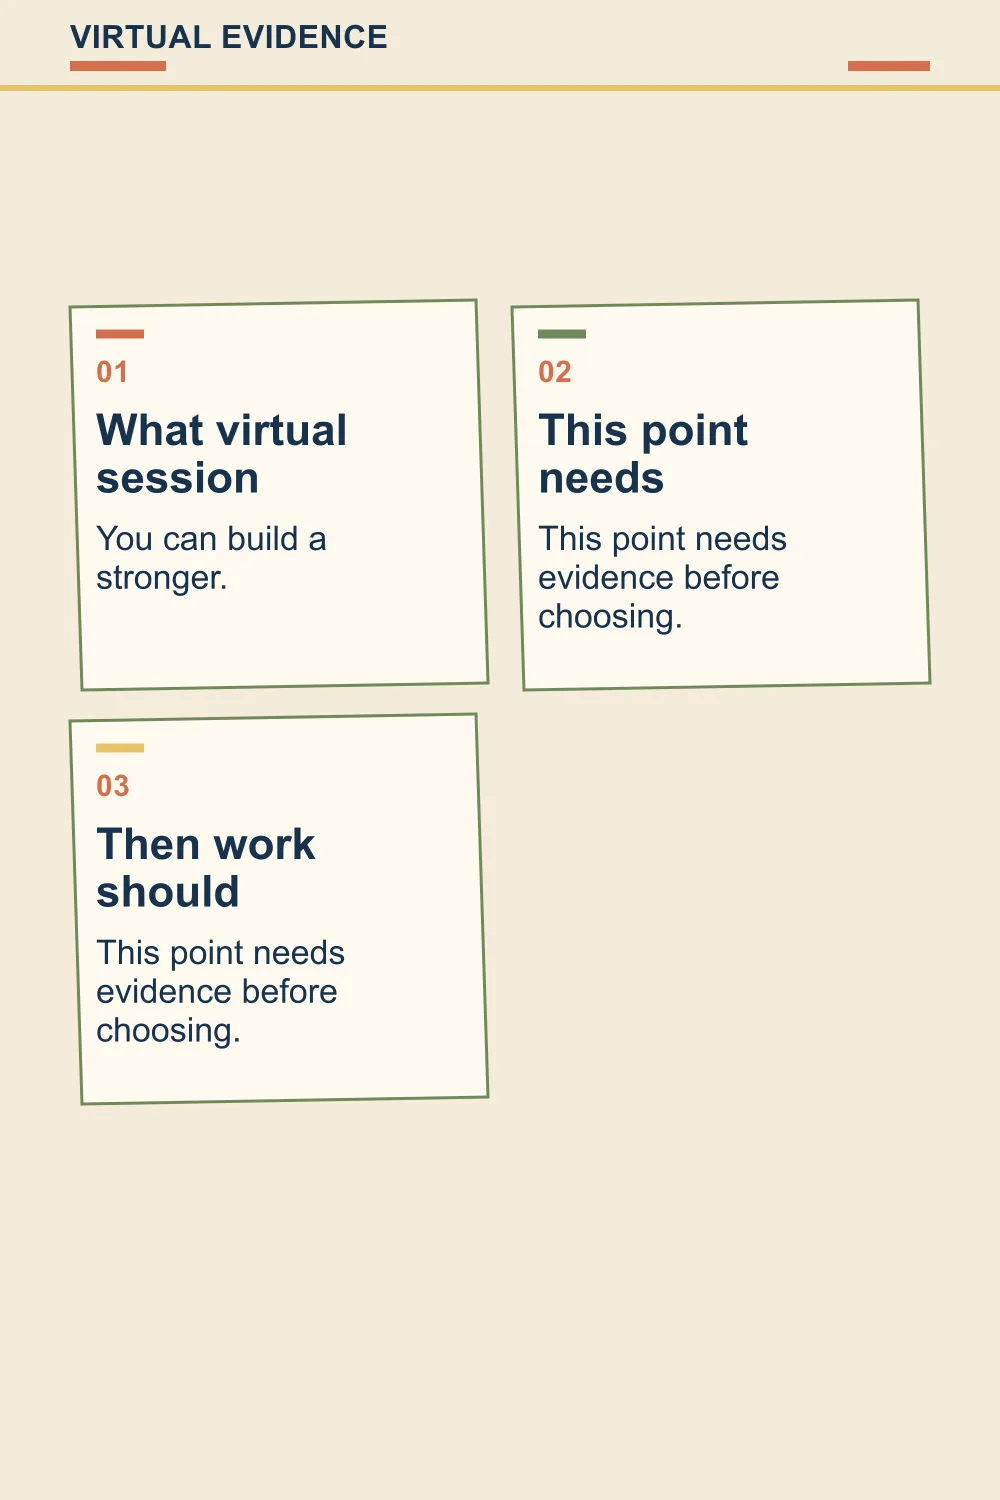 VIRTUAL EVIDENCE
01
What virtual
session
You can build a
stronger.
02
This point
needs
This point needs
evidence before
choosing.
03
Then work
should
This point needs
evidence before
choosing.